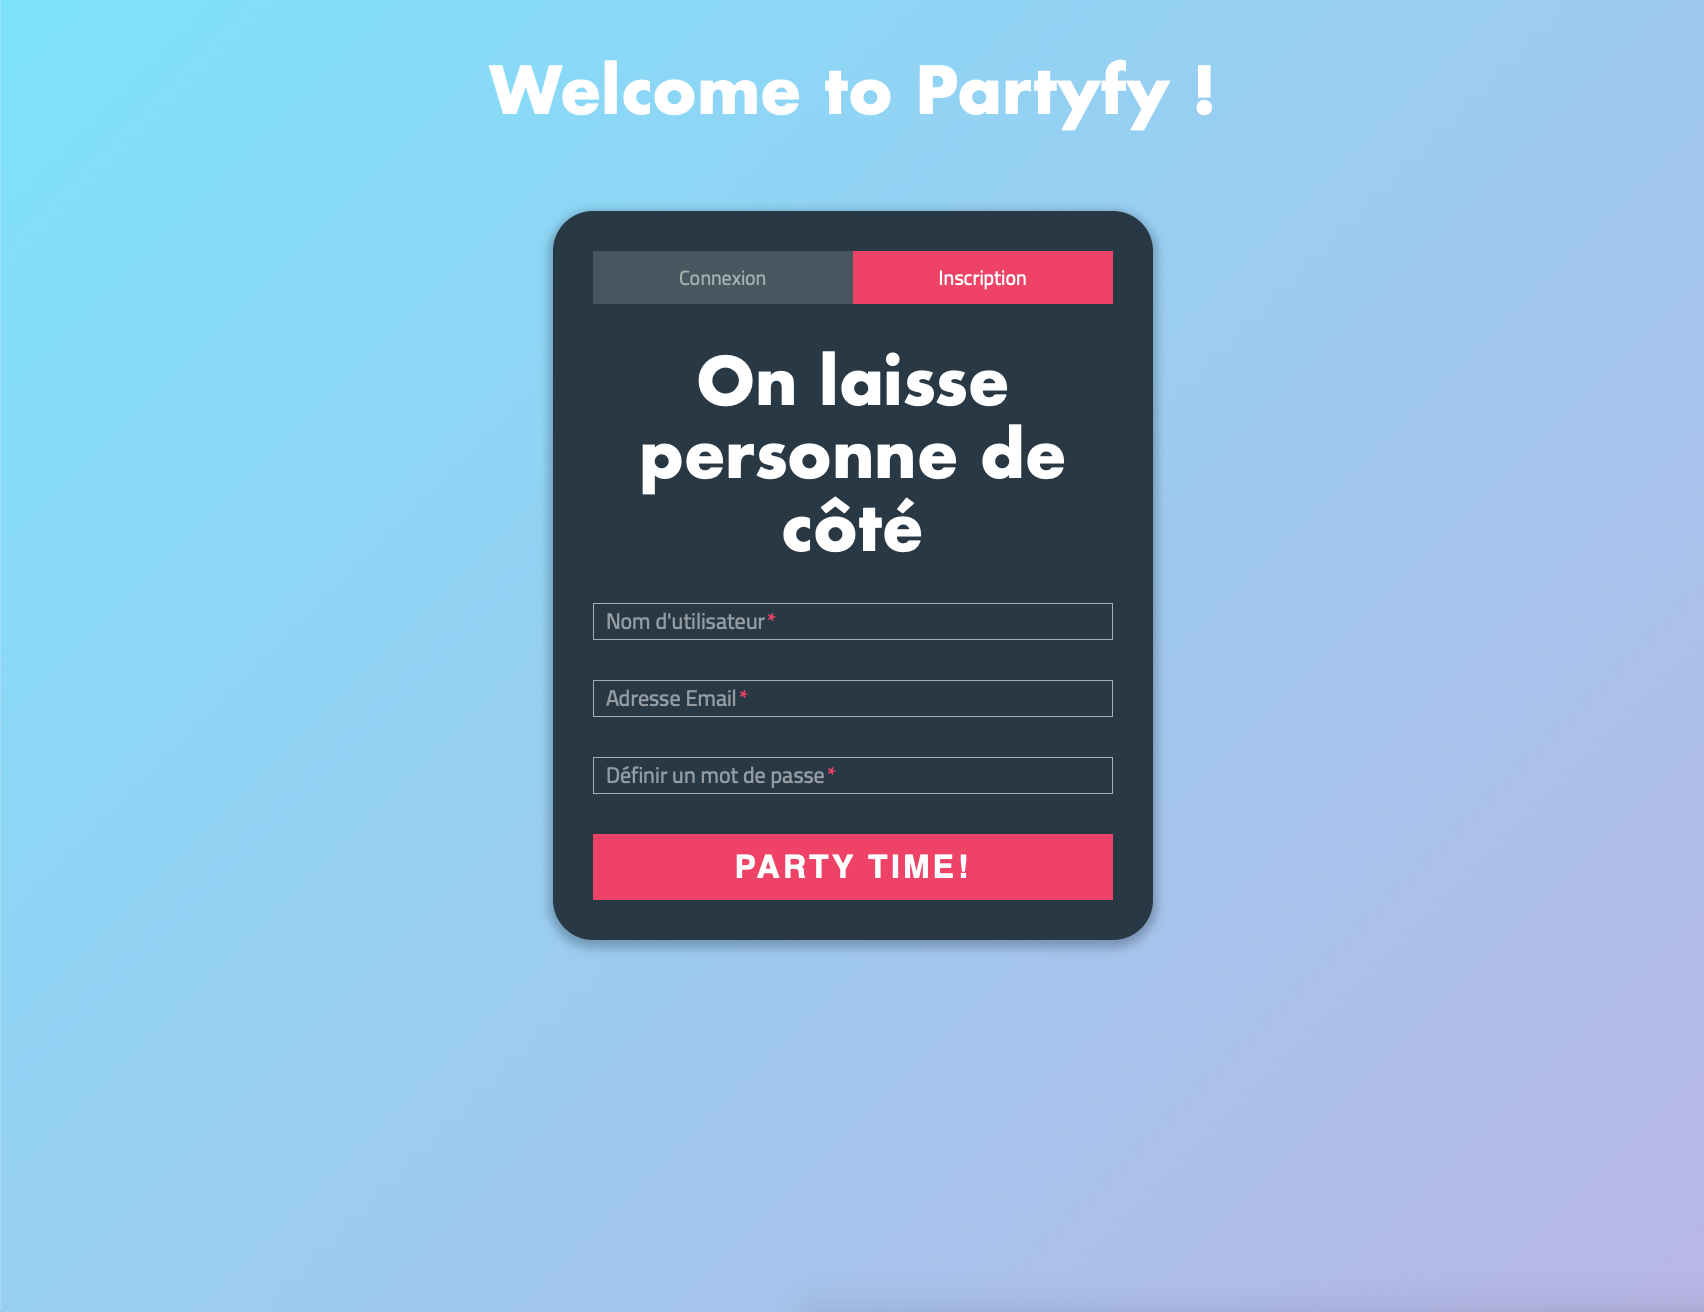 Welcome to Partyfy !
Connexion
Inscription
On laisse
personne de
côté
Nom d'utilisateur*
Adresse Email*
Définir un mot de passe*
PARTY TIME!